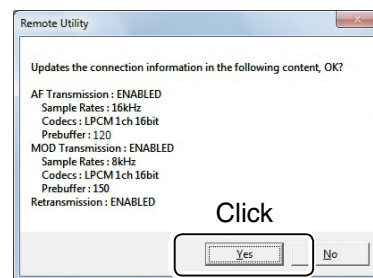 Remote Utility
Updates the connection information in the following content, OK?
AF Transmission : ENABLED
Sample Rates : 16kHz
Codecs : LPCM 1ch 16bit
Prebuffer : 120
MOD Transmission : ENABLED
Sample Rates : 8kHz
Codecs : LPCM 1ch 16bit
Prebuffer : 150
Retransmission : ENABLED
Click
Yes No